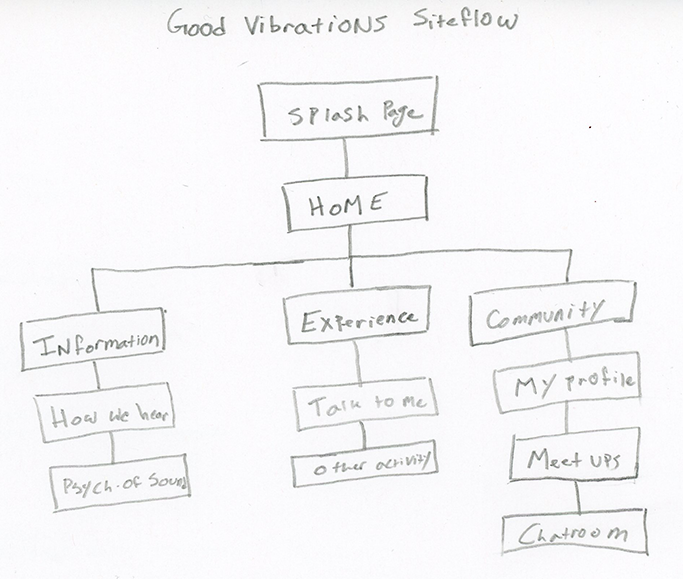 Good Vibrations Siteflow
Splash Page
HOME
Information
Experience
Community
How we hear
Talk to me
My profile
Psych. of Sound
other activity
Meet ups
Chatroom